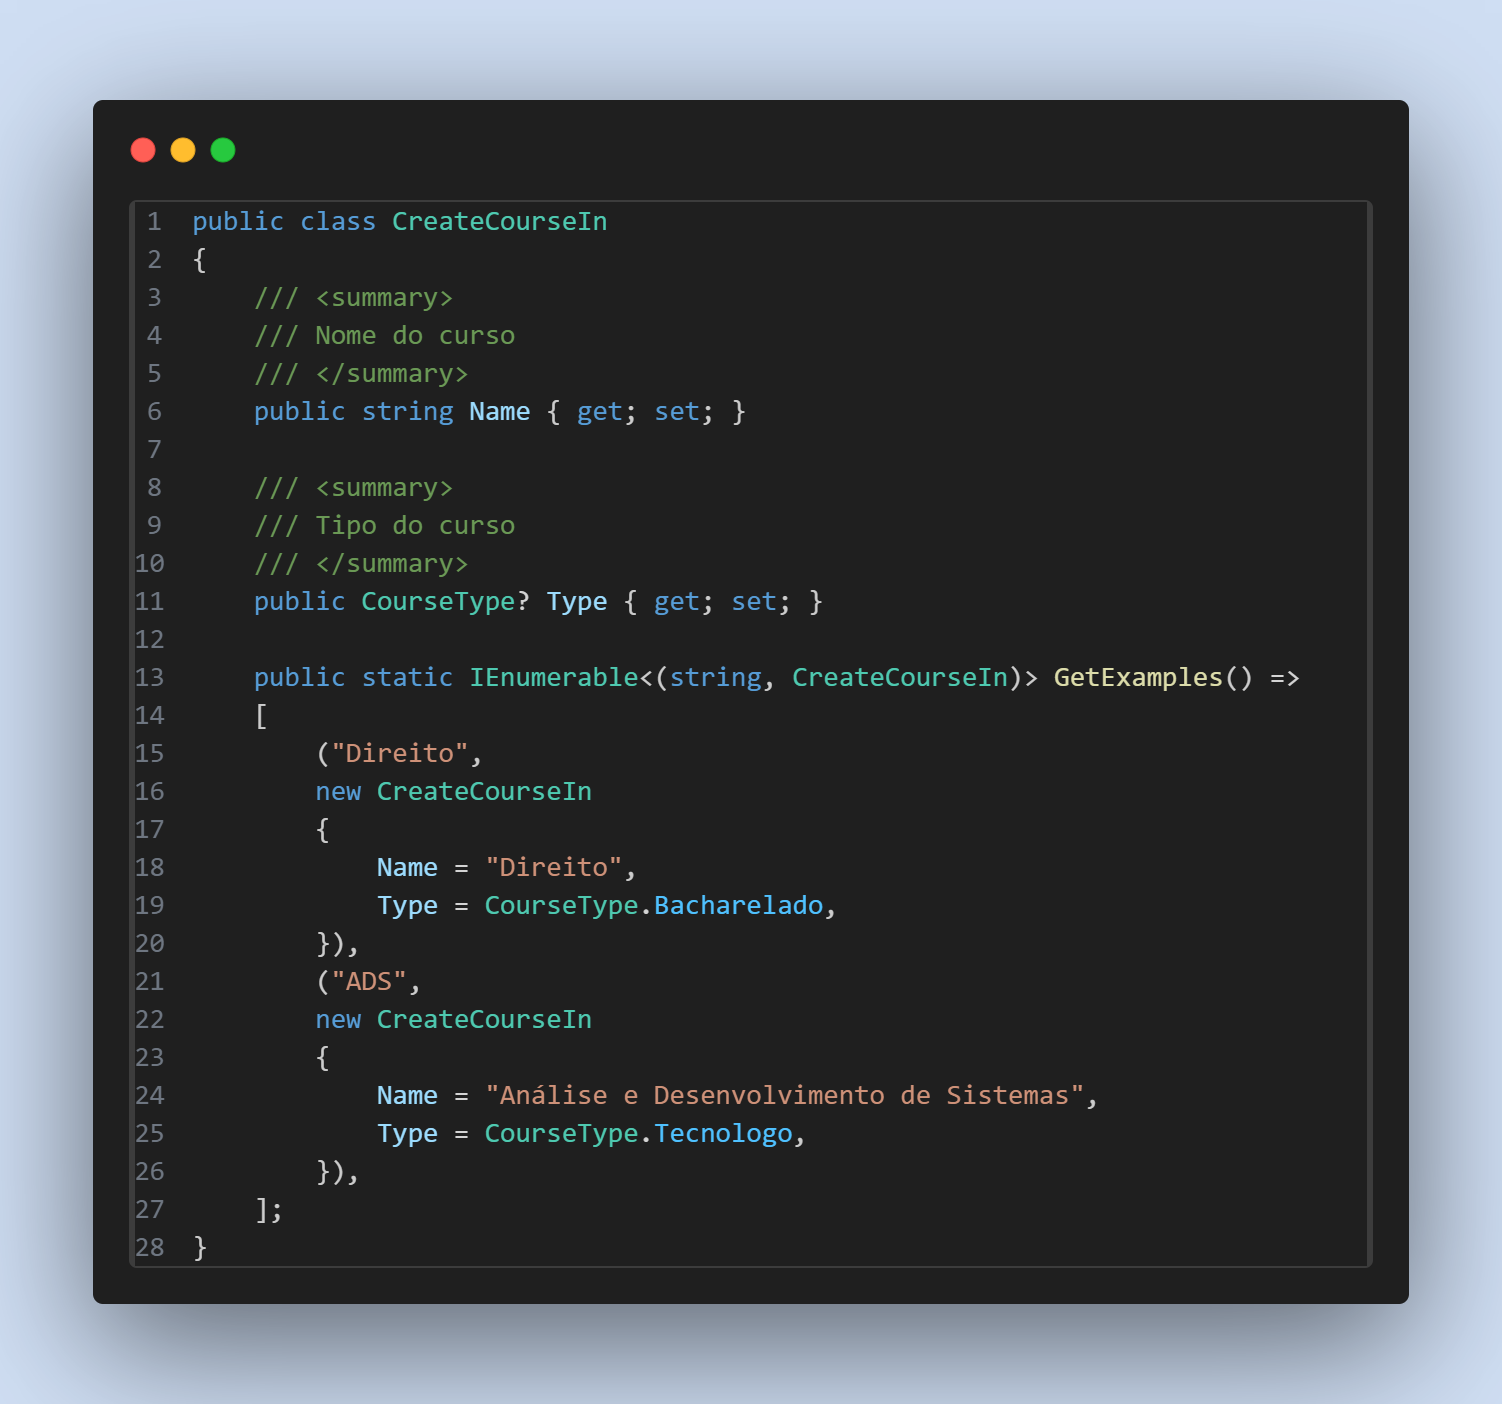 1 public class CreateCourseIn
2 {
3     /// <summary>
4     /// Nome do curso
5     /// </summary>
6     public string Name { get; set; }
7
8     /// <summary>
9     /// Tipo do curso
10     /// </summary>
11     public CourseType? Type { get; set; }
12
13     public static IEnumerable<(string, CreateCourseIn)> GetExamples() =>
14     [
15         ("Direito",
16         new CreateCourseIn
17         {
18             Name = "Direito",
19             Type = CourseType.Bacharelado,
20         }),
21         ("ADS",
22         new CreateCourseIn
23         {
24             Name = "Análise e Desenvolvimento de Sistemas",
25             Type = CourseType.Tecnologo,
26         }),
27     ];
28 }